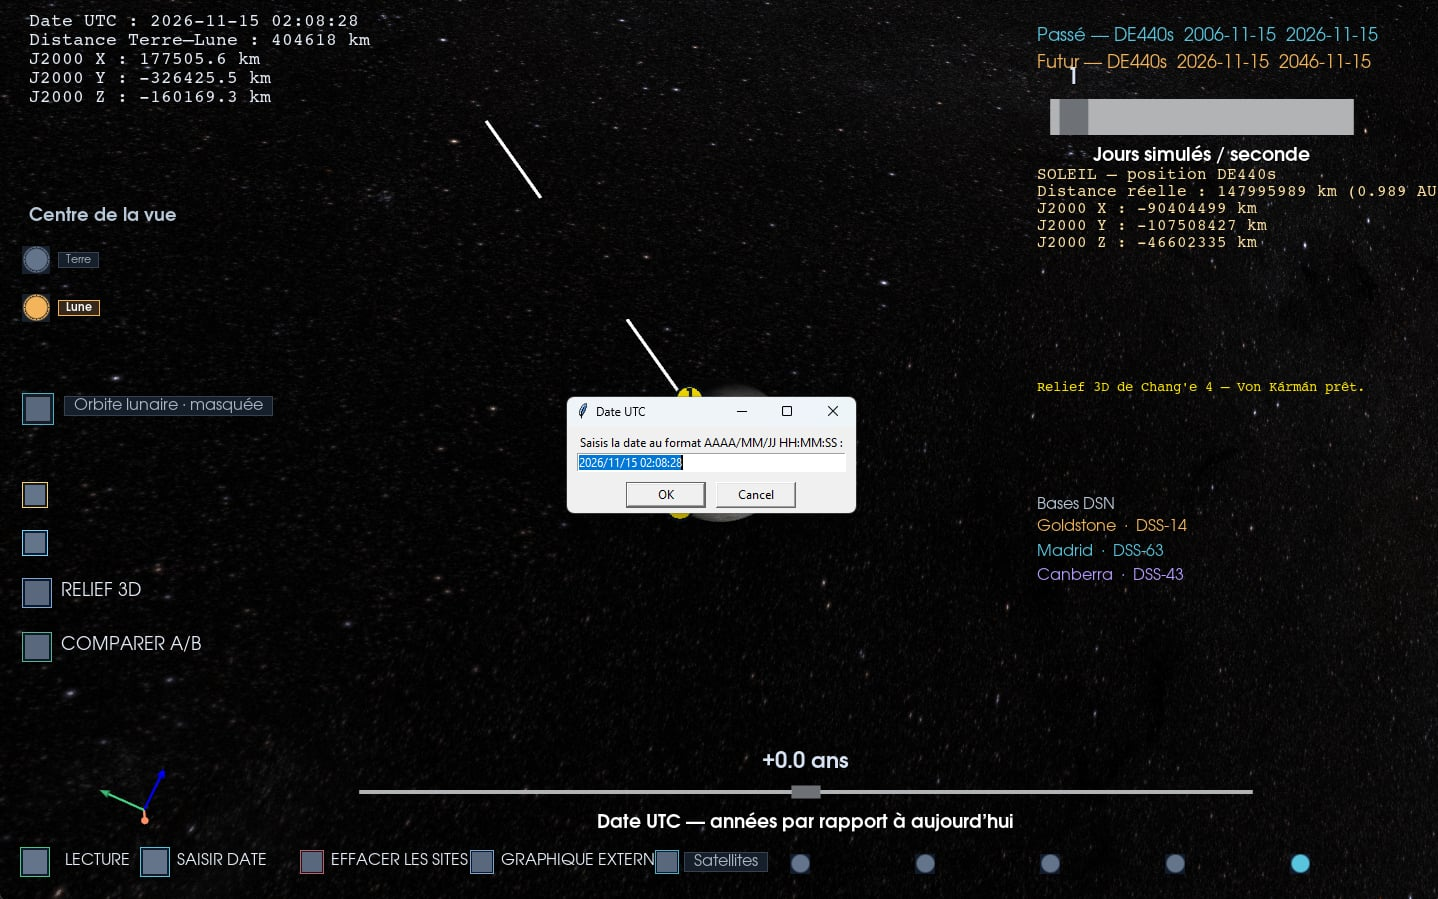 Date UTC : 2026-11-15 02:08:28
Distance Terre—Lune : 404618 km
J2000 X : 177505.6 km
J2000 Y : -326425.5 km
J2000 Z : -160169.3 km
Passé — DE440s 2006-11-15 2026-11-15
Futur — DE440s 2026-11-15 2046-11-15
1
Jours simulés / seconde
SOLEIL — position DE440s
Distance réelle : 147995989 km (0.989 AU
J2000 X : -90404499 km
J2000 Y : -107508427 km
J2000 Z : -46602335 km
Centre de la vue
Terre
Lune
Orbite lunaire · masquée
Relief 3D de Chang'e 4 — Von Kármán prêt.
1
Date UTC
Saisis la date au format AAAA/MM/JJ HH:MM:SS :
2026/11/15 02:08:28
OK Cancel
Bases DSN
Goldstone · DSS-14
Madrid · DSS-63
Canberra · DSS-43
RELIEF 3D
COMPARER A/B
+0.0 ans
Date UTC — années par rapport à aujourd’hui
LECTURE SAISIR DATE EFFACER LES SITES GRAPHIQUE EXTERN Satellites